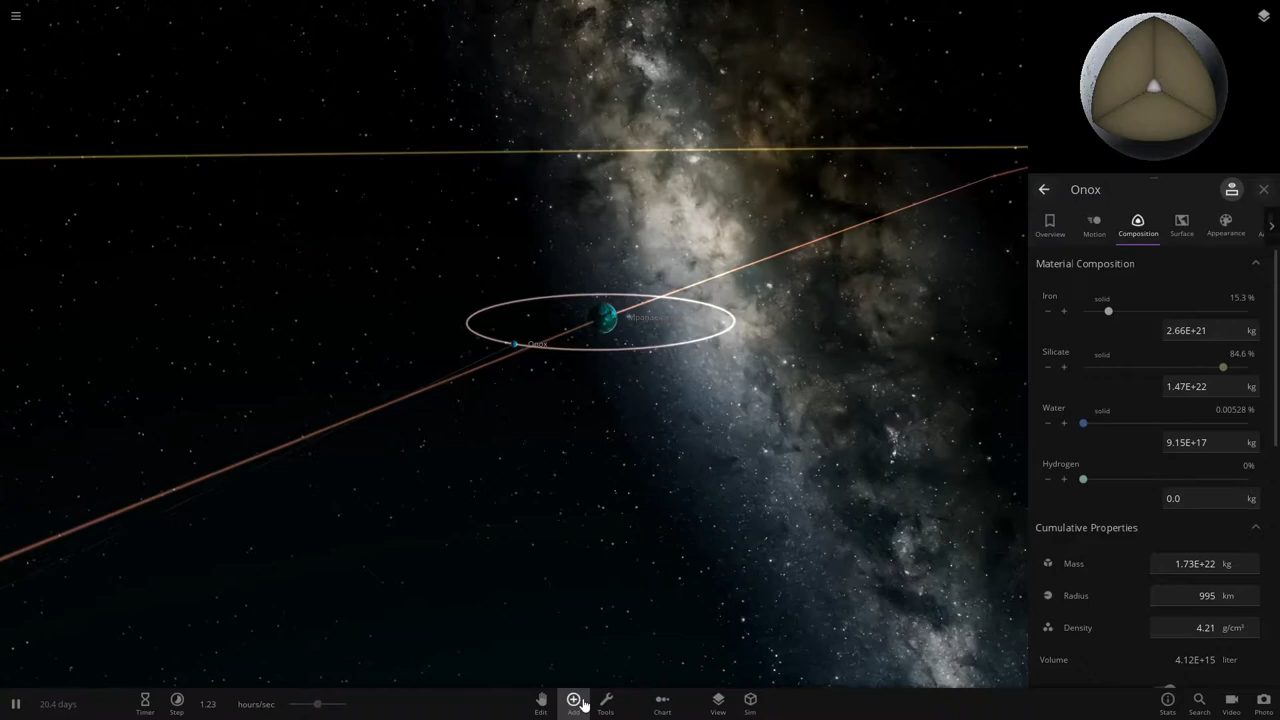 Onox
Overview
Motion
Composition
Surface
Appearance
Material Composition
Iron
solid
15.3 %
2.66E+21 kg
Silicate
solid
84.6 %
1.47E+22 kg
Water
solid
0.00528 %
9.15E+17 kg
Hydrogen
0%
0.0 kg
Cumulative Properties
Mass 1.73E+22 kg
Radius 995 km
Density 4.21 g/cm³
Volume 4.12E+15 liter
Onox
20.4 days
Timer
Step
1.23 hours/sec
Edit
Add
Tools
Chart
View
Sim
Stats
Search
Video
Photo